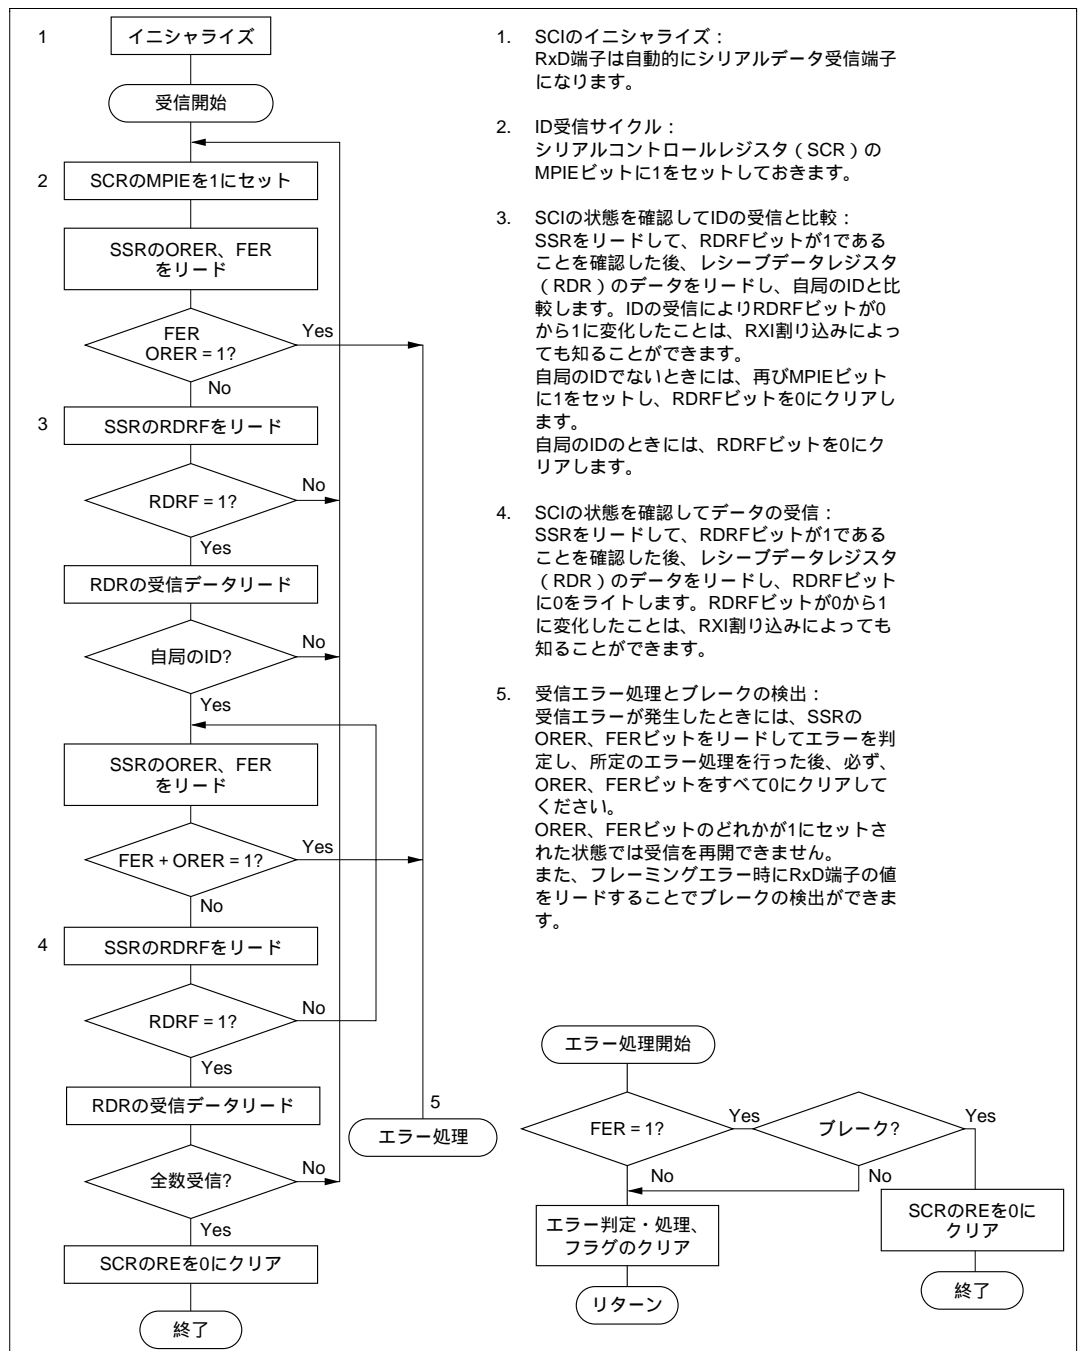 1
イニシャライズ
受信開始
2
SCRのMPIEを1にセット
SSRのORER、FER
をリード
FER
ORER = 1?
Yes
No
3
SSRのRDRFをリード
RDRF = 1?
No
Yes
RDRの受信データリード
自局のID?
No
Yes
SSRのORER、FER
をリード
FER + ORER = 1?
Yes
No
4
SSRのRDRFをリード
RDRF = 1?
No
Yes
RDRの受信データリード
5
エラー処理
全数受信?
No
Yes
SCRのREを0にクリア
終了
1. SCIのイニシャライズ：
RxD端子は自動的にシリアルデータ受信端子
になります。
2. ID受信サイクル：
シリアルコントロールレジスタ（SCR）の
MPIEビットに1をセットしておきます。
3. SCIの状態を確認してIDの受信と比較：
SSRをリードして、RDRFビットが1である
ことを確認した後、レシーブデータレジスタ
（RDR）のデータをリードし、自局のIDと比
較します。IDの受信によりRDRFビットが0
から1に変化したことは、RXI割り込みによっ
ても知ることができます。
自局のIDでないときには、再びMPIEビット
に1をセットし、RDRFビットを0にクリアし
ます。
自局のIDのときには、RDRFビットを0にク
リアします。
4. SCIの状態を確認してデータの受信：
SSRをリードして、RDRFビットが1である
ことを確認した後、レシーブデータレジスタ
（RDR）のデータをリードし、RDRFビット
に0をライトします。RDRFビットが0から1
に変化したことは、RXI割り込みによっても
知ることができます。
5. 受信エラー処理とブレークの検出：
受信エラーが発生したときには、SSRの
ORER、FERビットをリードしてエラーを判
定し、所定のエラー処理を行った後、必ず、
ORER、FERビットをすべて0にクリアして
ください。
ORER、FERビットのどれかが1にセットさ
れた状態では受信を再開できません。
また、フレーミングエラー時にRxD端子の値
をリードすることでブレークの検出ができま
す。
エラー処理開始
FER = 1?
Yes
ブレーク?
Yes
No
No
エラー判定・処理、
フラグのクリア
SCRのREを0に
クリア
リターン
終了